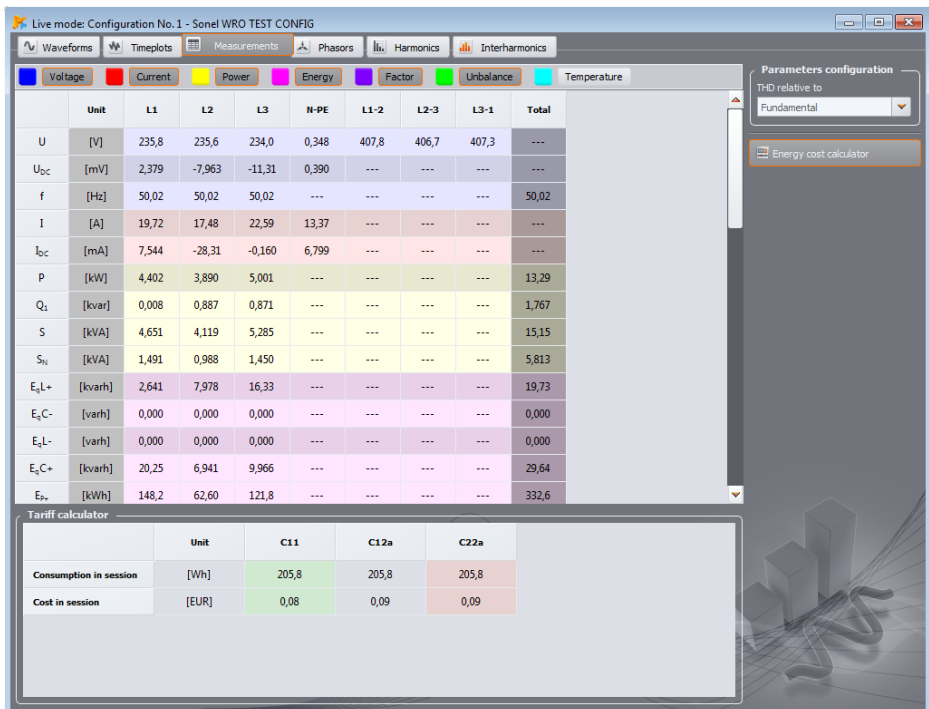 Live mode: Configuration No. 1 - Sonel WRO TEST CONFIG
Waveforms Timeplots Measurements Phasors Harmonics Interharmonics
Voltage Current Power Energy Factor Unbalance Temperature
Parameters configuration
THD relative to
Fundamental
Energy cost calculator
Unit L1 L2 L3 N-PE L1-2 L2-3 L3-1 Total
U [V] 235,8 235,6 234,0 0,348 407,8 406,7 407,3 ---
UDC [mV] 2,379 -7,963 -11,31 0,390 --- --- --- ---
f [Hz] 50,02 50,02 50,02 --- --- --- --- 50,02
I [A] 19,72 17,48 22,59 13,37 --- --- --- ---
IDC [mA] 7,544 -28,31 -0,160 6,799 --- --- --- ---
P [kW] 4,402 3,890 5,001 --- --- --- --- 13,29
Q1 [kvar] 0,008 0,887 0,871 --- --- --- --- 1,767
S [kVA] 4,651 4,119 5,285 --- --- --- --- 15,15
SN [kVA] 1,491 0,988 1,450 --- --- --- --- 5,813
EqL+ [kvarh] 2,641 7,978 16,33 --- --- --- --- 19,73
EqC- [varh] 0,000 0,000 0,000 --- --- --- --- 0,000
EqL- [varh] 0,000 0,000 0,000 --- --- --- --- 0,000
EqC+ [kvarh] 20,25 6,941 9,966 --- --- --- --- 29,64
EP+ [kWh] 148,2 62,60 121,8 --- --- --- --- 332,6
Tariff calculator
Unit C11 C12a C22a
Consumption in session [Wh] 205,8 205,8 205,8
Cost in session [EUR] 0,08 0,09 0,09